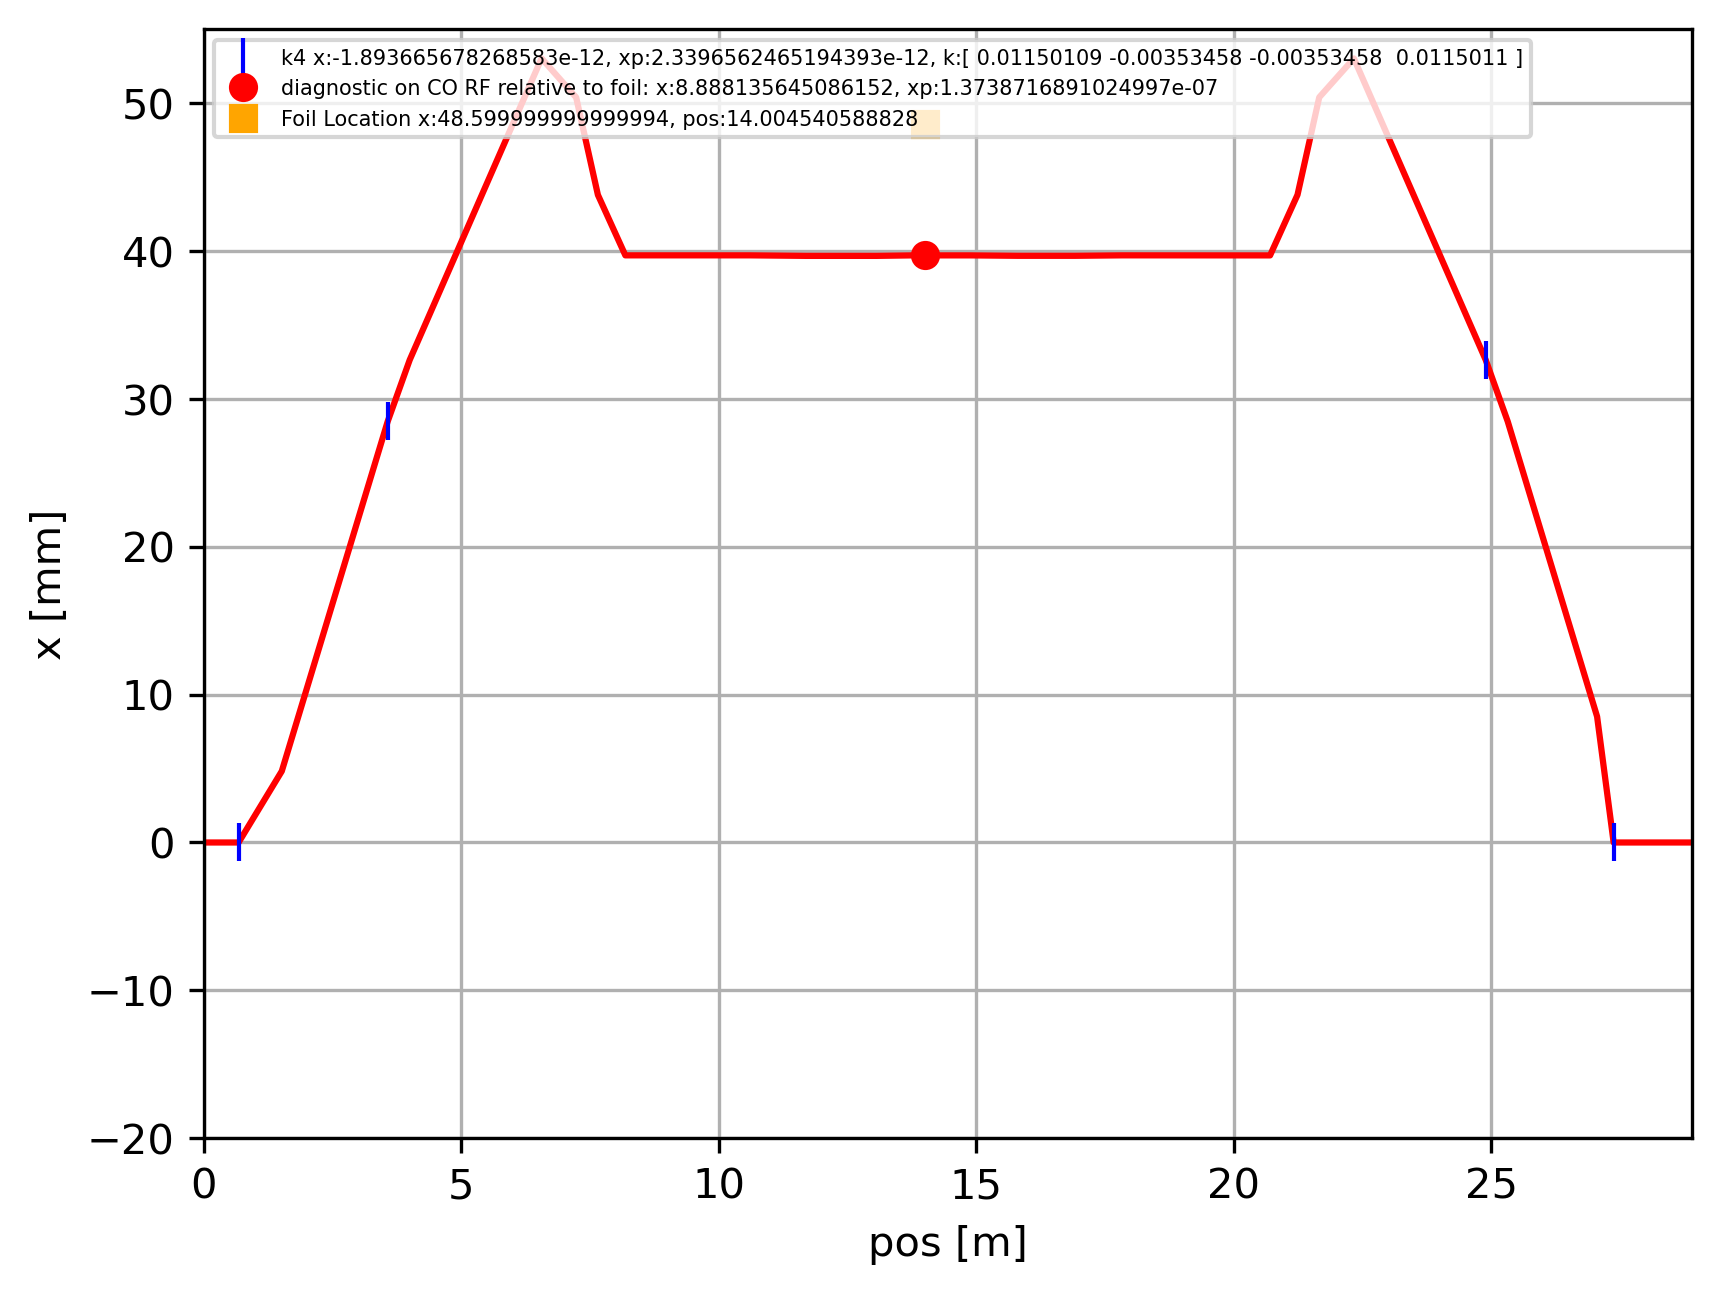 k4 x:-1.893665678268583e-12, xp:2.3396562465194393e-12, k:[ 0.01150109 -0.00353458 -0.00353458  0.0115011 ]
diagnostic on CO RF relative to foil: x:8.888135645086152, xp:1.3738716891024997e-07
Foil Location x:48.599999999999994, pos:14.004540588828
50
40
30
20
10
0
−10
−20
x [mm]
0 5 10 15 20 25
pos [m]